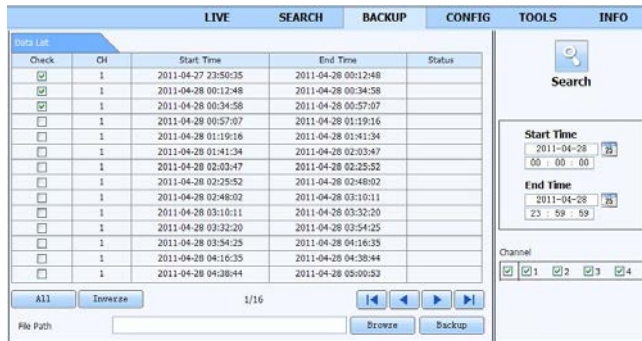 LIVE SEARCH BACKUP CONFIG TOOLS INFO
Data List
Check CH Start Time End Time Status
1 2011-04-27 23:50:35 2011-04-28 00:12:48
1 2011-04-28 00:12:48 2011-04-28 00:34:58
1 2011-04-28 00:34:58 2011-04-28 00:57:07
1 2011-04-28 00:57:07 2011-04-28 01:19:16
1 2011-04-28 01:19:16 2011-04-28 01:41:34
1 2011-04-28 01:41:34 2011-04-28 02:03:47
1 2011-04-28 02:03:47 2011-04-28 02:25:52
1 2011-04-28 02:25:52 2011-04-28 02:48:02
1 2011-04-28 02:48:02 2011-04-28 03:10:11
1 2011-04-28 03:10:11 2011-04-28 03:32:20
1 2011-04-28 03:32:20 2011-04-28 03:54:25
1 2011-04-28 03:54:25 2011-04-28 04:16:35
1 2011-04-28 04:16:35 2011-04-28 04:38:44
1 2011-04-28 04:38:44 2011-04-28 05:00:53
All Inverse 1/16
File Path Browse Backup
Search
Start Time
2011-04-28 25
00 : 00 : 00
End Time
2011-04-28 25
23 : 59 : 59
Channel
1 2 3 4